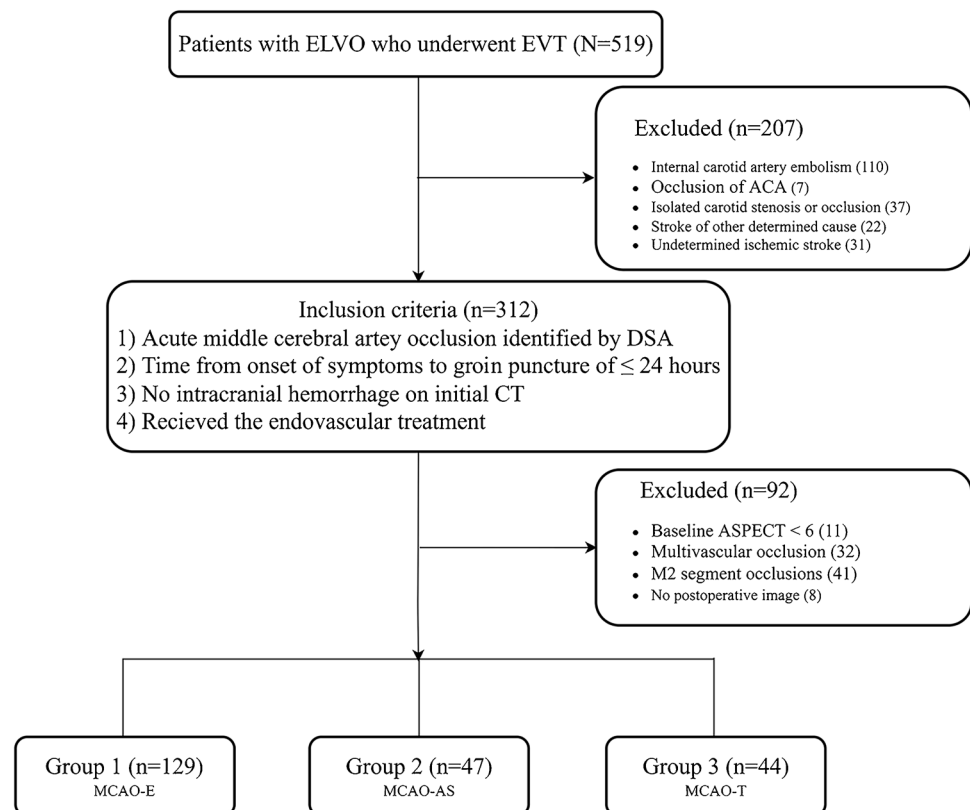 Patients with ELVO who underwent EVT (N=519)
Excluded (n=207)
• Internal carotid artery embolism (110)
• Occlusion of ACA (7)
• Isolated carotid stenosis or occlusion (37)
• Stroke of other determined cause (22)
• Undetermined ischemic stroke (31)
Inclusion criteria (n=312)
1) Acute middle cerebral artey occlusion identified by DSA
2) Time from onset of symptoms to groin puncture of ≤ 24 hours
3) No intracranial hemorrhage on initial CT
4) Recieved the endovascular treatment
Excluded (n=92)
• Baseline ASPECT < 6 (11)
• Multivascular occlusion (32)
• M2 segment occlusions (41)
• No postoperative image (8)
Group 1 (n=129)
MCAO-E
Group 2 (n=47)
MCAO-AS
Group 3 (n=44)
MCAO-T